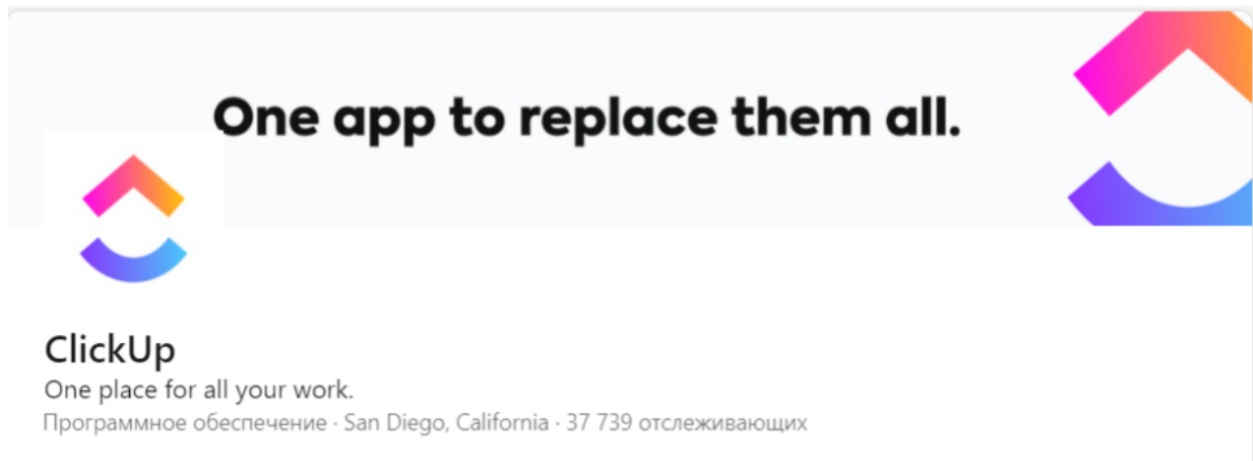 One app to replace them all.
ClickUp
One place for all your work.
Программное обеспечение · San Diego, California · 37 739 отслеживающих